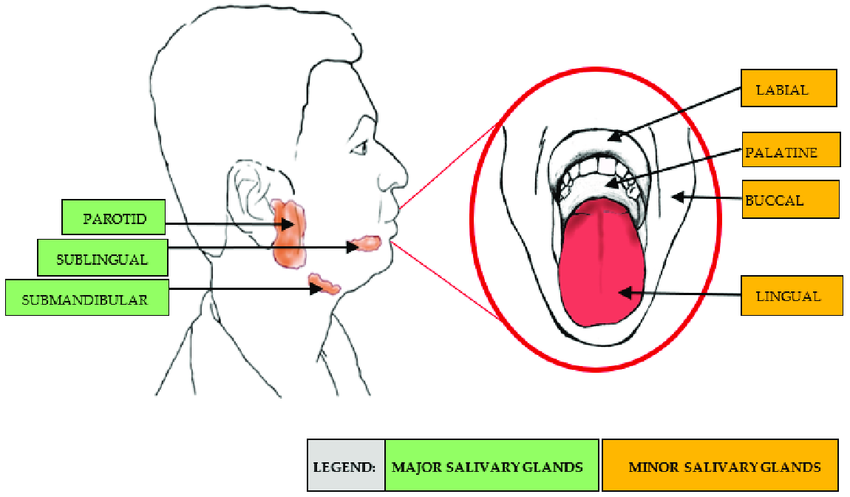 LABIAL
PALATINE
BUCCAL
PAROTID
SUBLINGUAL
SUBMANDIBULAR
LINGUAL
LEGEND: MAJOR SALIVARY GLANDS MINOR SALIVARY GLANDS